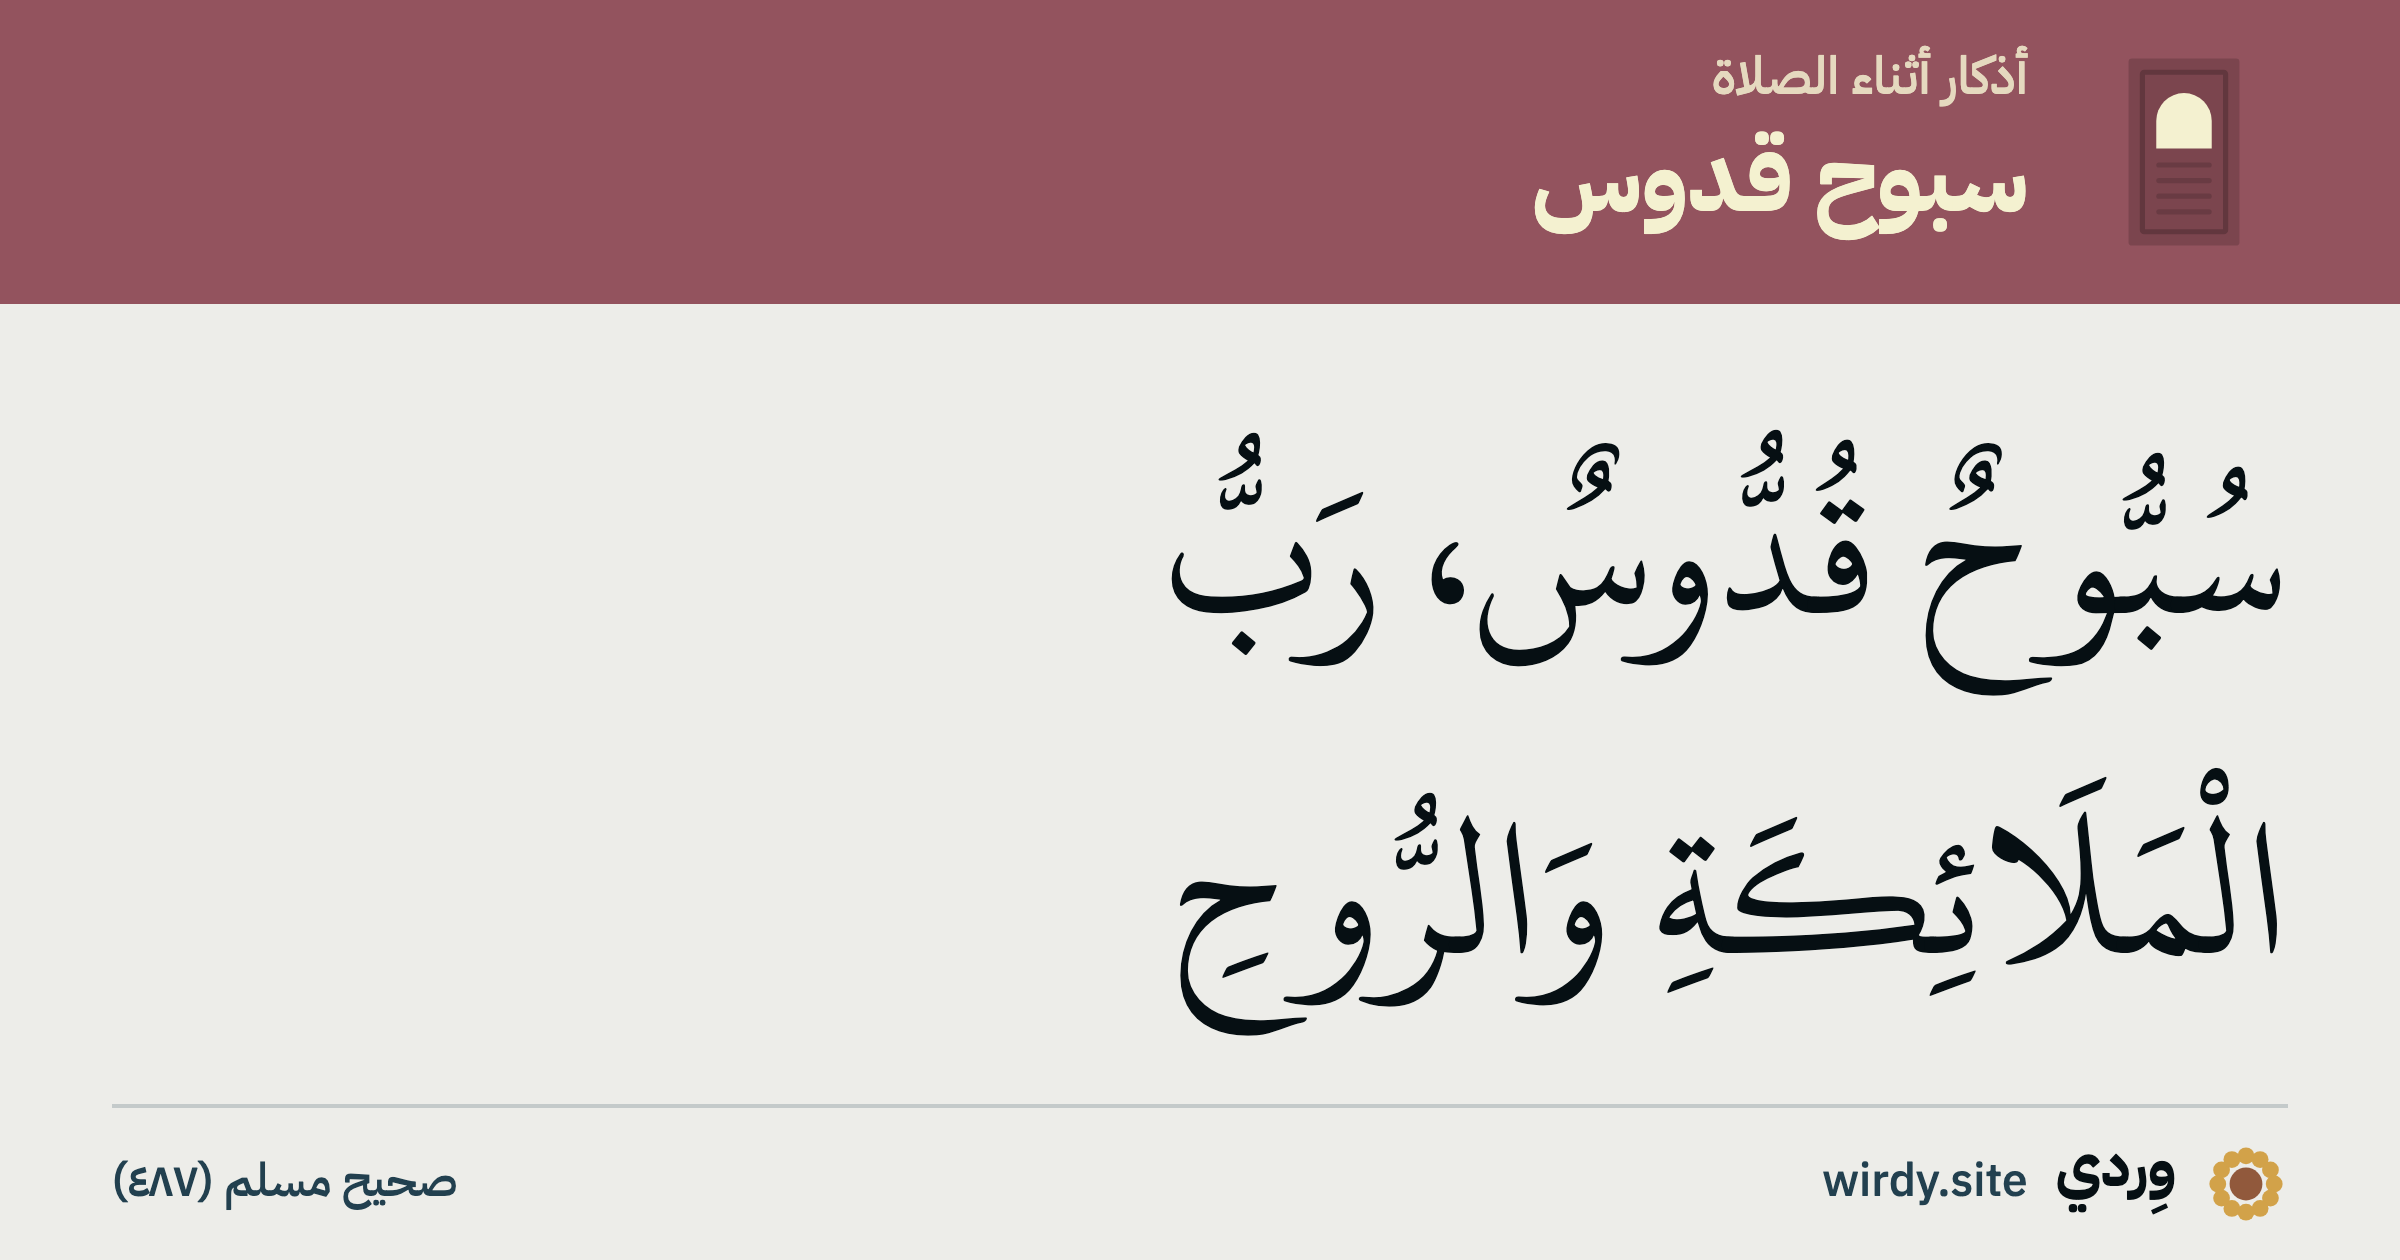 أذكار أثناء الصلاة
سبوح قدوس
سُبُّوحٌ قُدُّوسٌ، رَبُّ
الْمَلَائِكَةِ وَالرُّوحِ
وِردي wirdy.site
صحيح مسلم (٤٨٧)